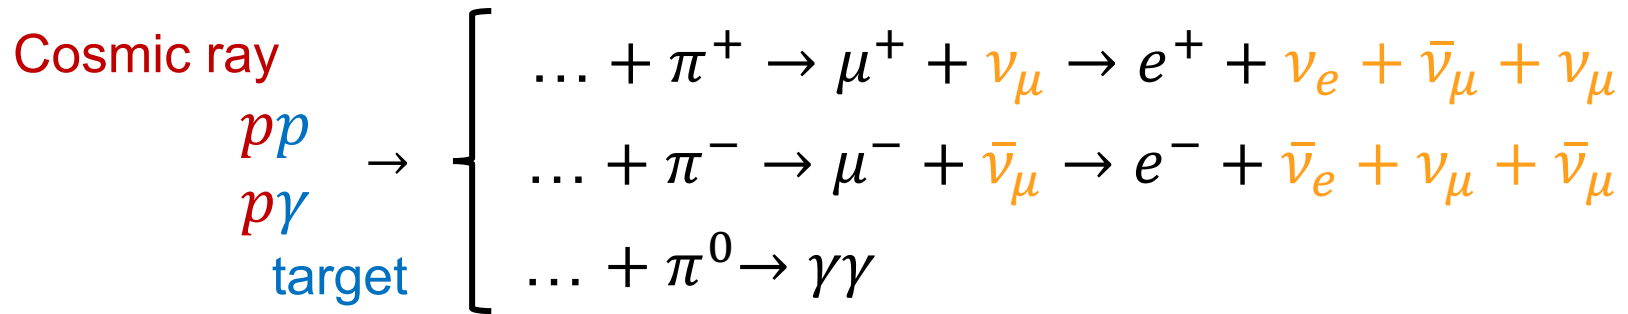 Cosmic ray
pp
pγ
target
→
… + π⁺ → μ⁺ + ν_μ → e⁺ + ν_e + ν̄_μ + ν_μ
… + π⁻ → μ⁻ + ν̄_μ → e⁻ + ν̄_e + ν_μ + ν̄_μ
… + π⁰ → γγ